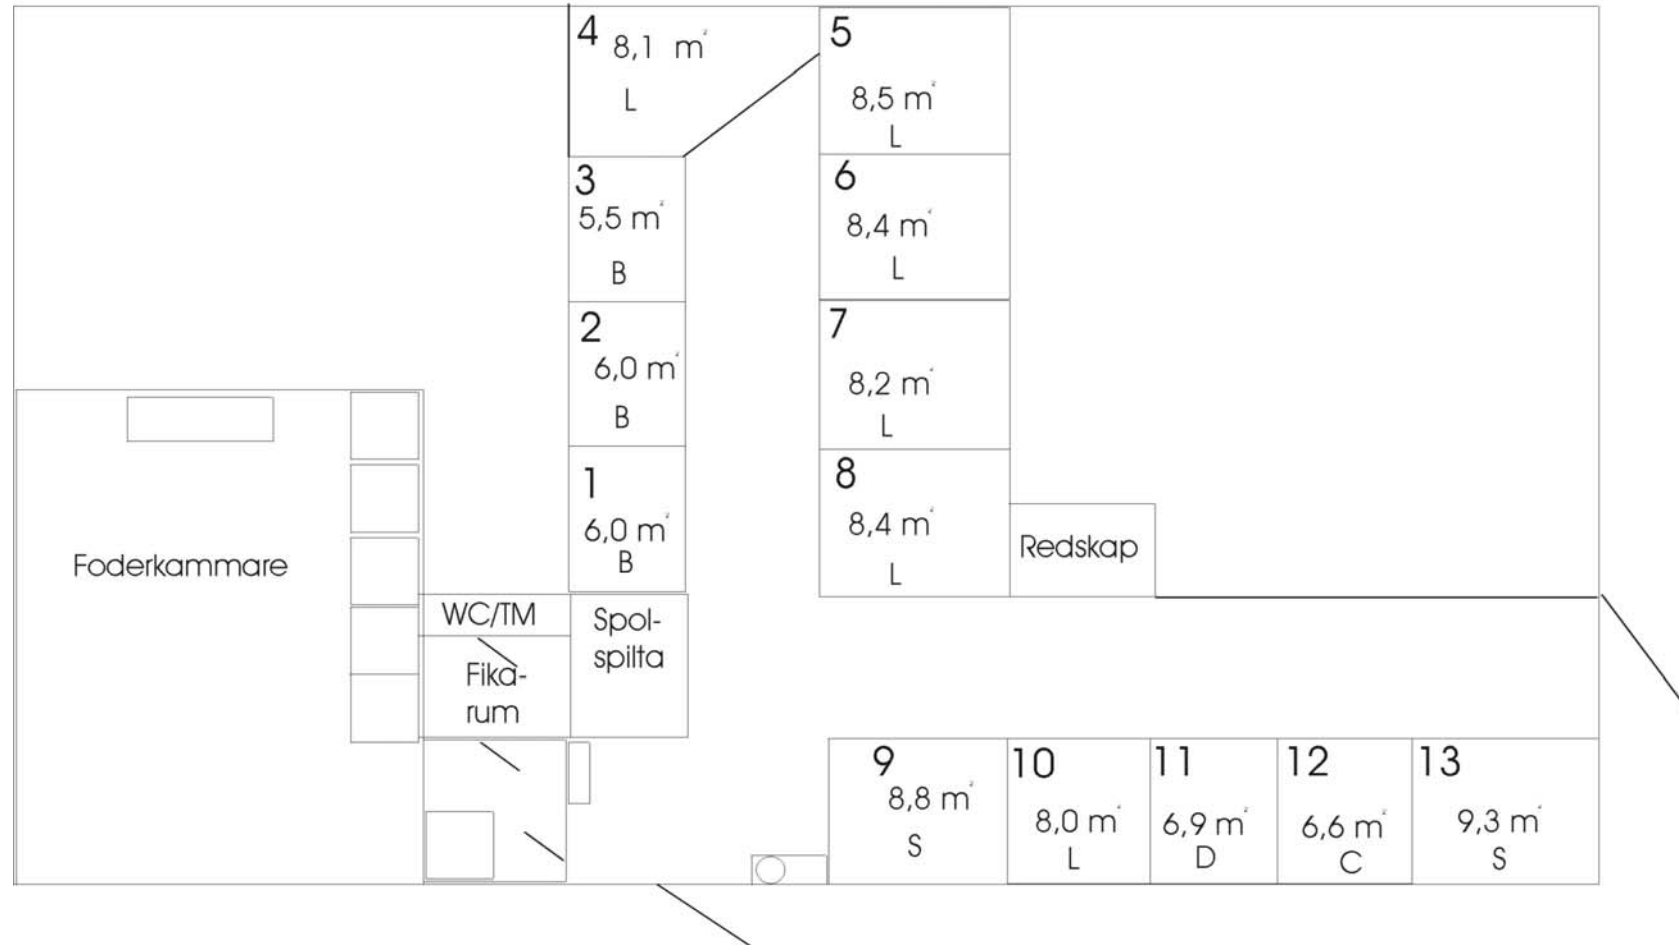 4
8,1 m²
L
5
8,5 m²
L
3
5,5 m²
B
6
8,4 m²
L
2
6,0 m²
B
7
8,2 m²
L
1
6,0 m²
B
8
8,4 m²
L
Redskap
Foderkammare
WC/TM
Fika-
rum
Spol-
spilta
9
8,8 m²
S
10
8,0 m²
L
11
6,9 m²
D
12
6,6 m²
C
13
9,3 m²
S